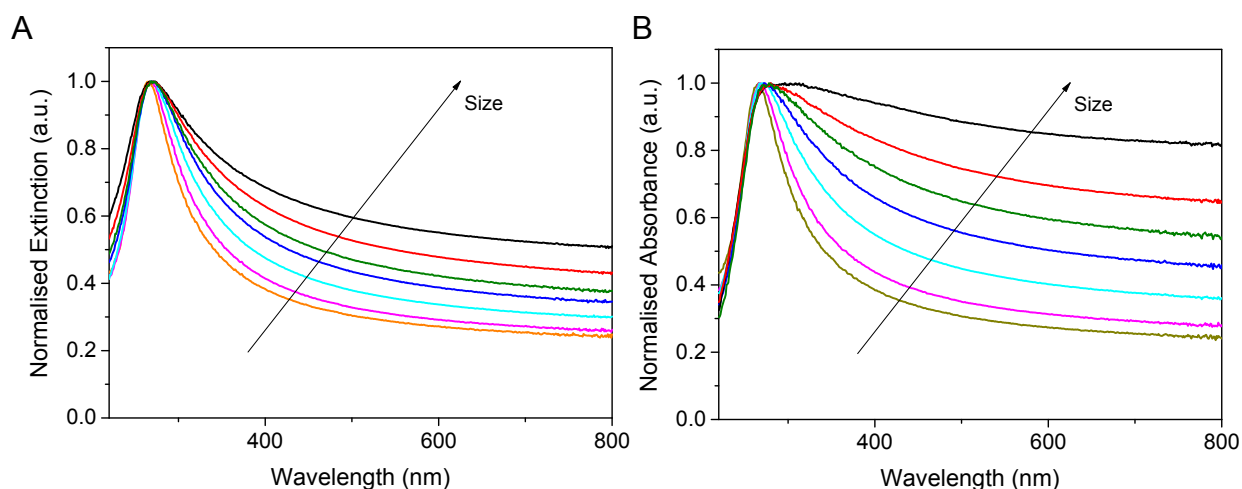 A
Normalised Extinction (a.u.)
1.0
0.8
0.6
0.4
0.2
0.0
Size
400
600
800
Wavelength (nm)
B
Normalised Absorbance (a.u.)
1.0
0.8
0.6
0.4
0.2
0.0
Size
400
600
800
Wavelength (nm)